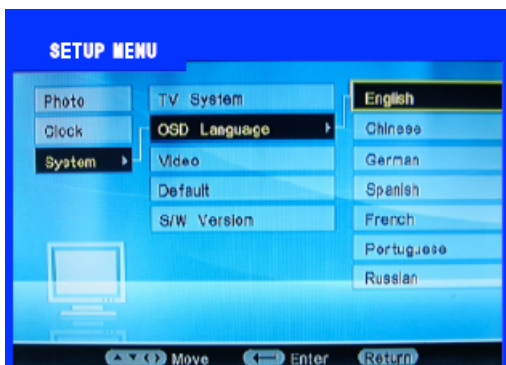 SETUP MENU
Photo
Clock
System
TV System
OSD Language
Video
Default
S/W Version
English
Chinese
German
Spanish
French
Portuguese
Russian
Move
Enter
Return